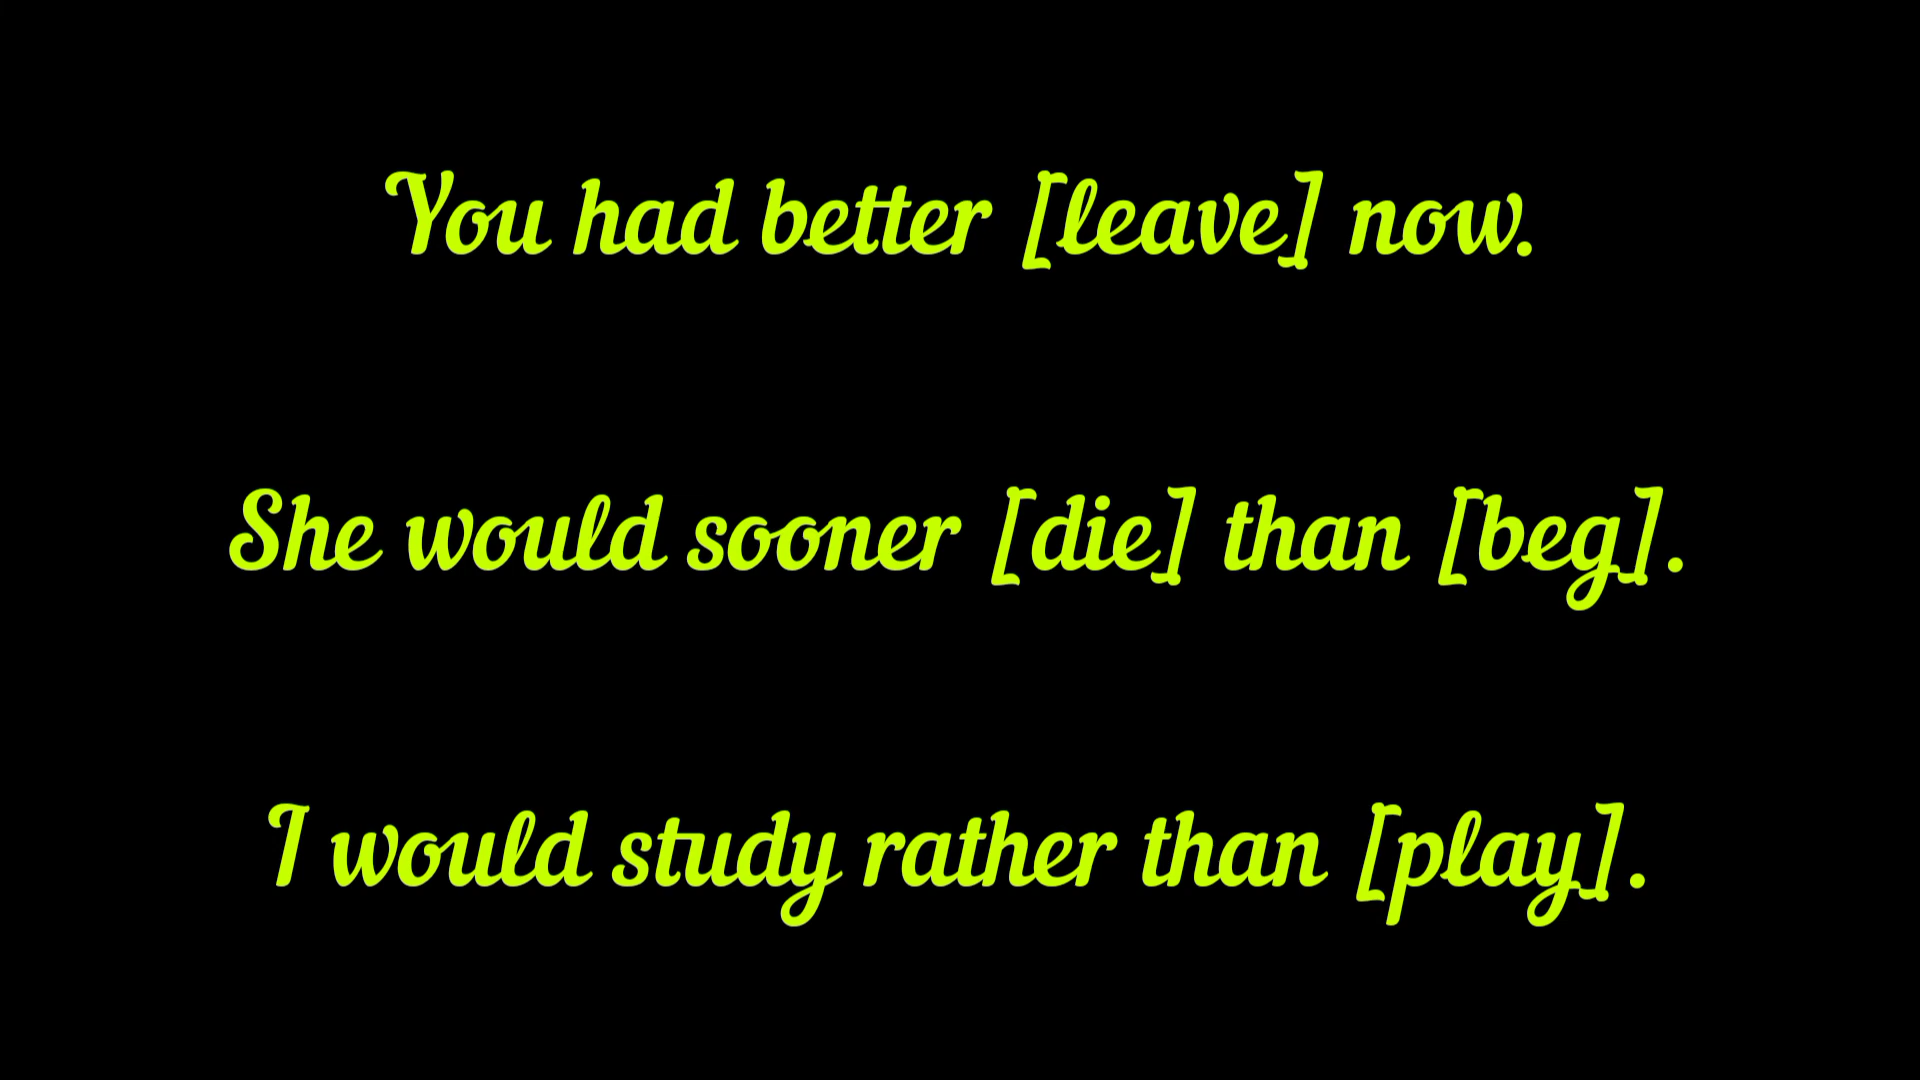 You had better [leave] now.
She would sooner [die] than [beg].
I would study rather than [play].